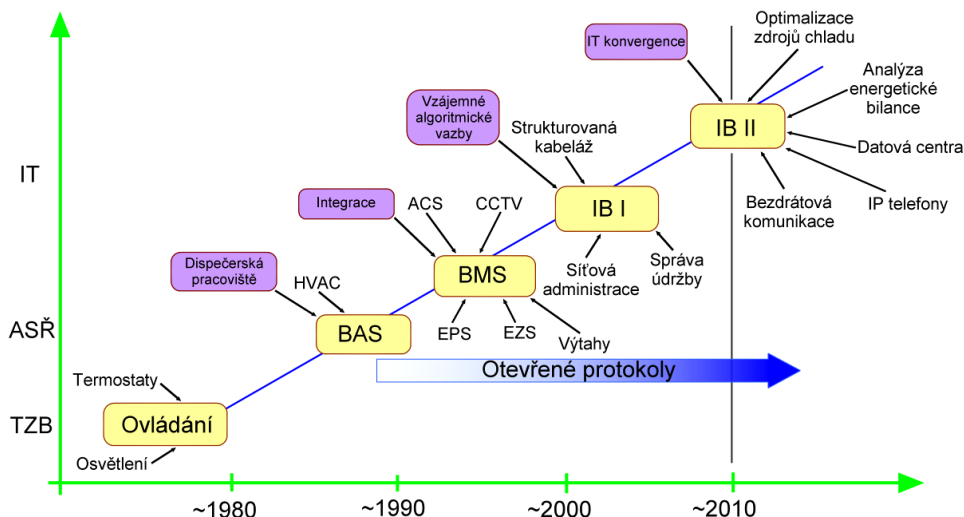 Optimalizace
zdrojů chladu
IT konvergence
Analýza
energetické
bilance
Vzájemné
algoritmické
vazby
Strukturovaná
kabeláž
IB II
Datová centra
IT
Integrace
ACS
CCTV
IB I
Bezdrátová
komunikace
IP telefony
Dispečerská
pracoviště
HVAC
BMS
Síťová
administrace
Správa
údržby
ASŘ
BAS
EPS
EZS
Výtahy
Otevřené protokoly
Termostaty
TZB
Ovládání
Osvětlení
~1980
~1990
~2000
~2010